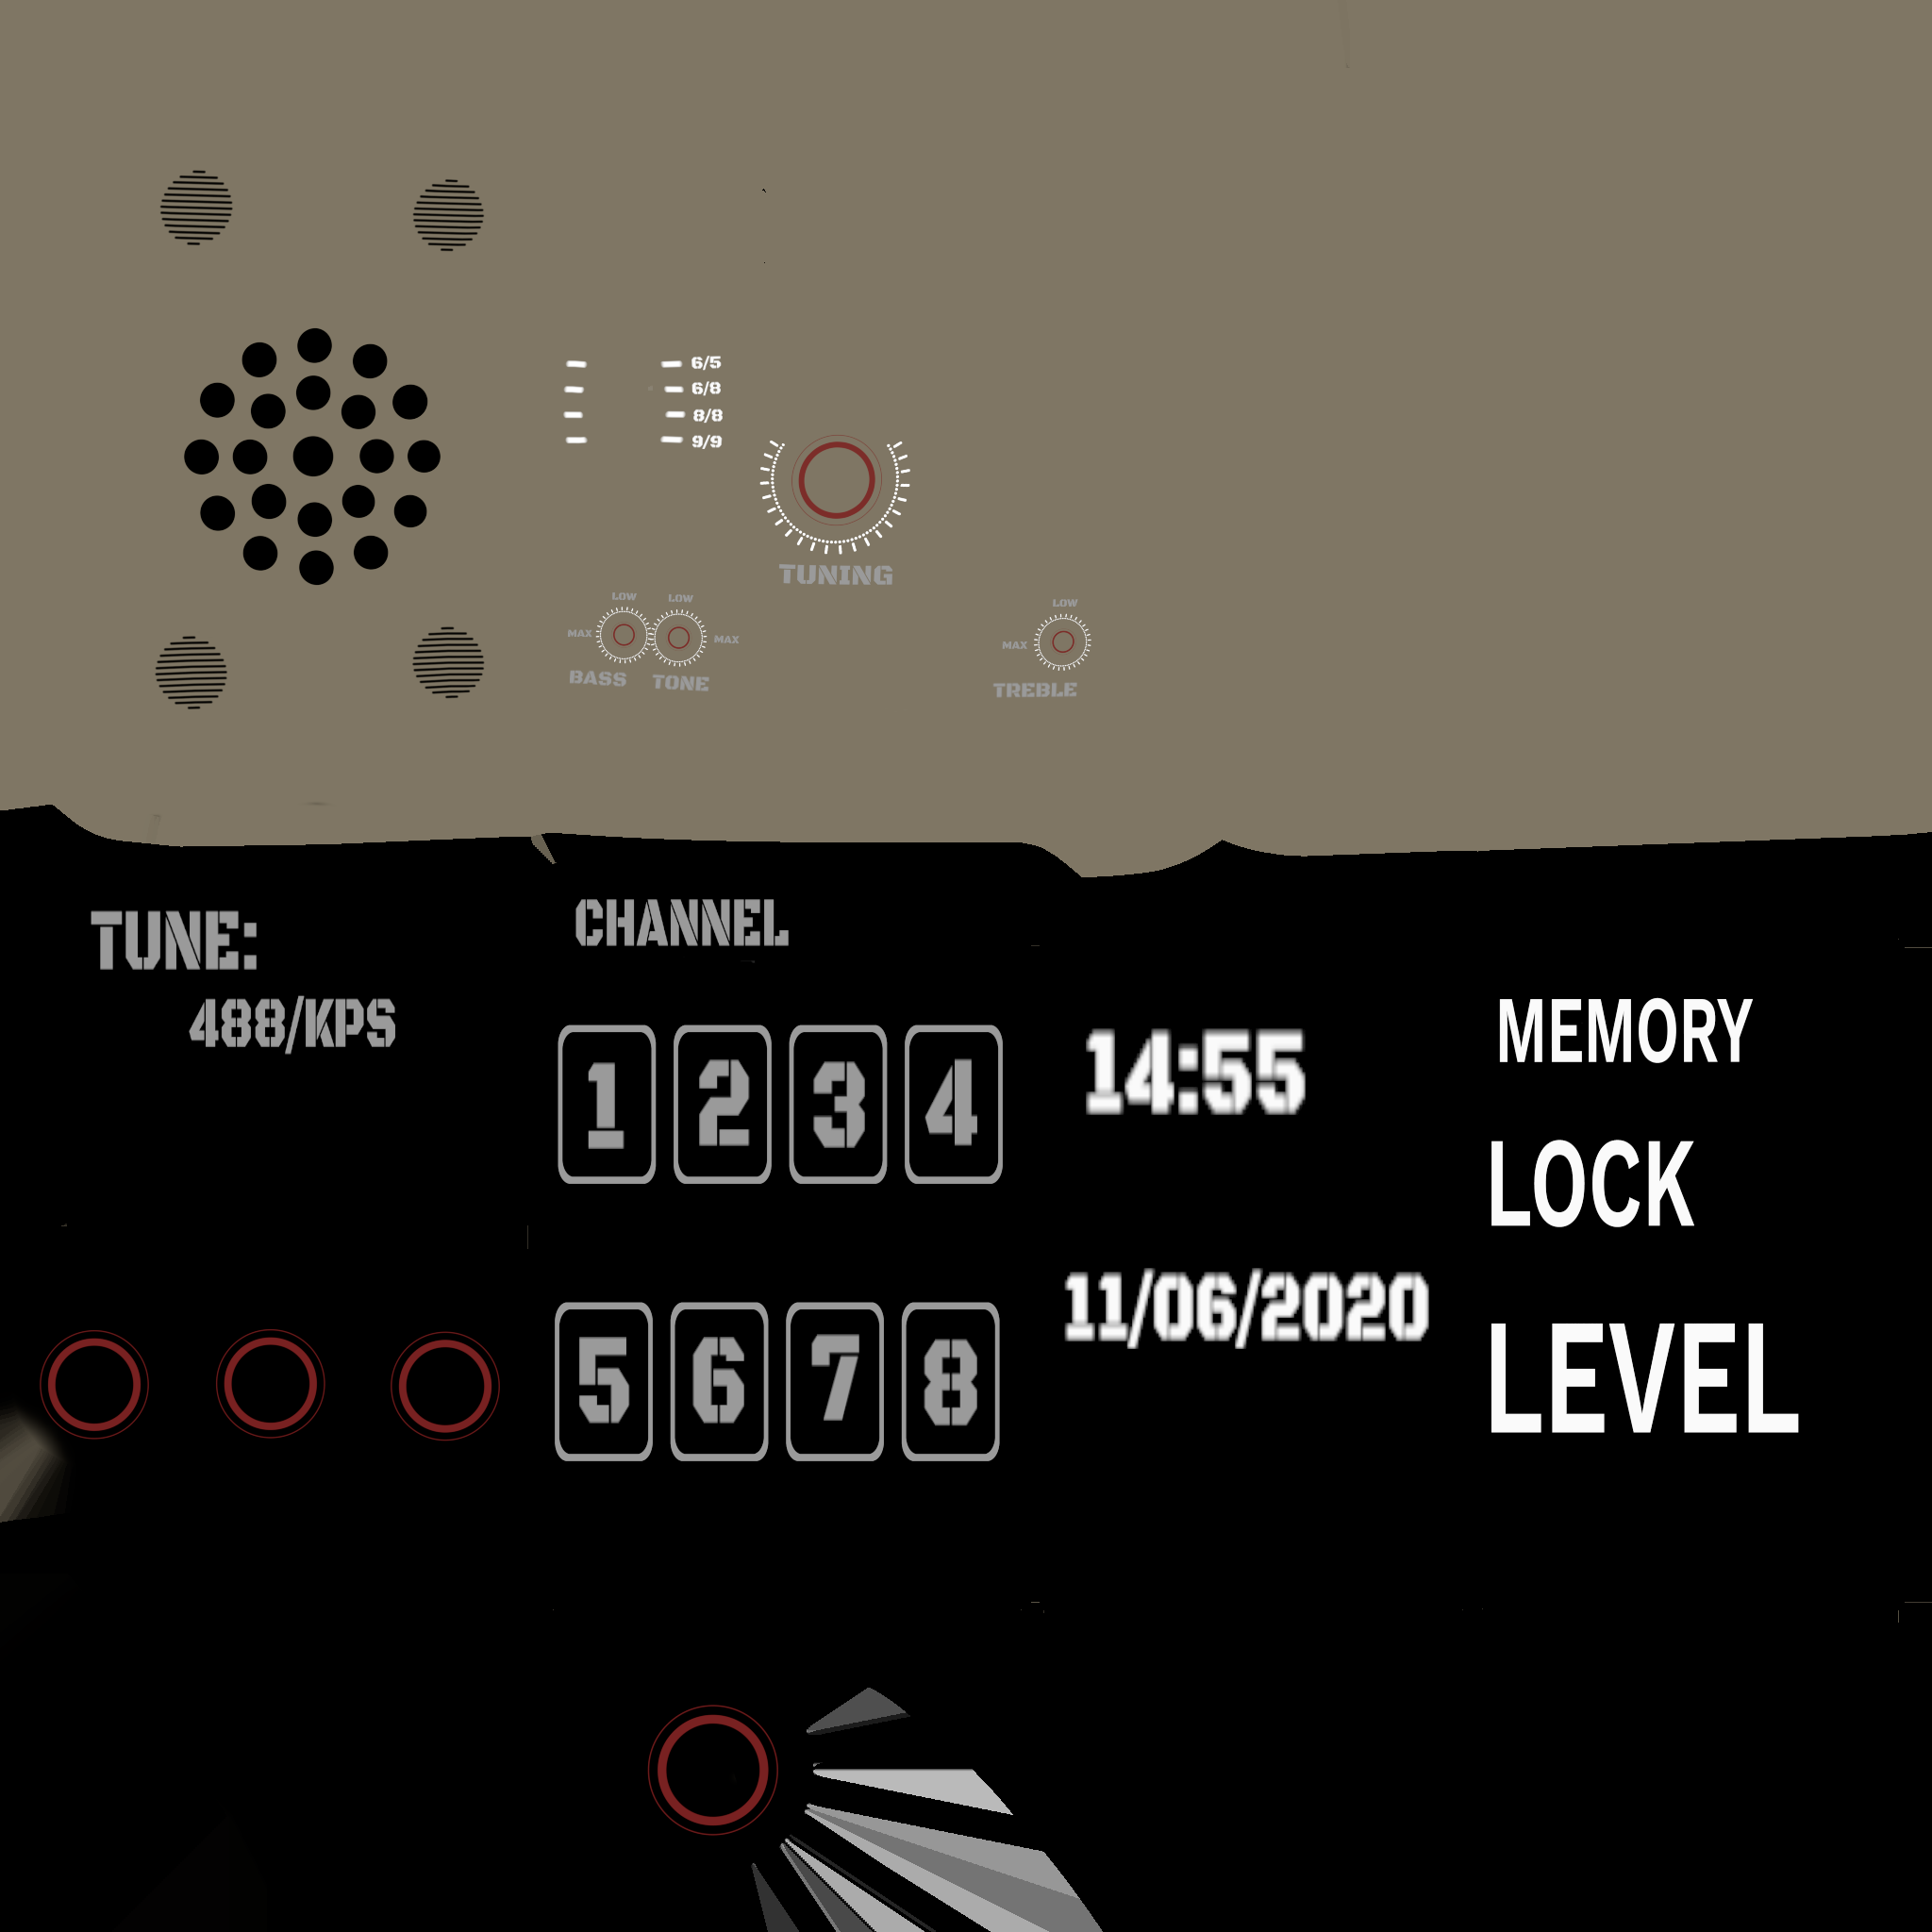 6/5
6/8
8/8
9/9
TUNING
LOW
LOW
LOW
MAX
MAX
MAX
BASS
TONE
TREBLE
TUNE:
CHANNEL
488/KPS
MEMORY
1 2 3 4
14:55
LOCK
11/06/2020
5 6 7 8
LEVEL